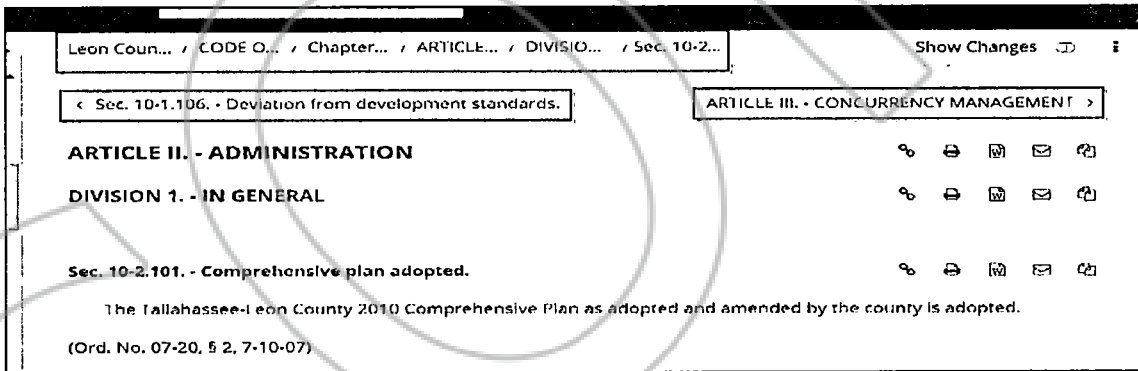 Leon Coun... / CODE O... / Chapter... / ARTICLE... / DIVISIO... / Sec. 10-2...
Show Changes
< Sec. 10-1.106. - Deviation from development standards.
ARTICLE III. - CONCURRENCY MANAGEMENT >
ARTICLE II. - ADMINISTRATION
DIVISION 1. - IN GENERAL
Sec. 10-2.101. - Comprehensive plan adopted.
The Tallahassee-Leon County 2010 Comprehensive Plan as adopted and amended by the county is adopted.
(Ord. No. 07-20, § 2, 7-10-07)